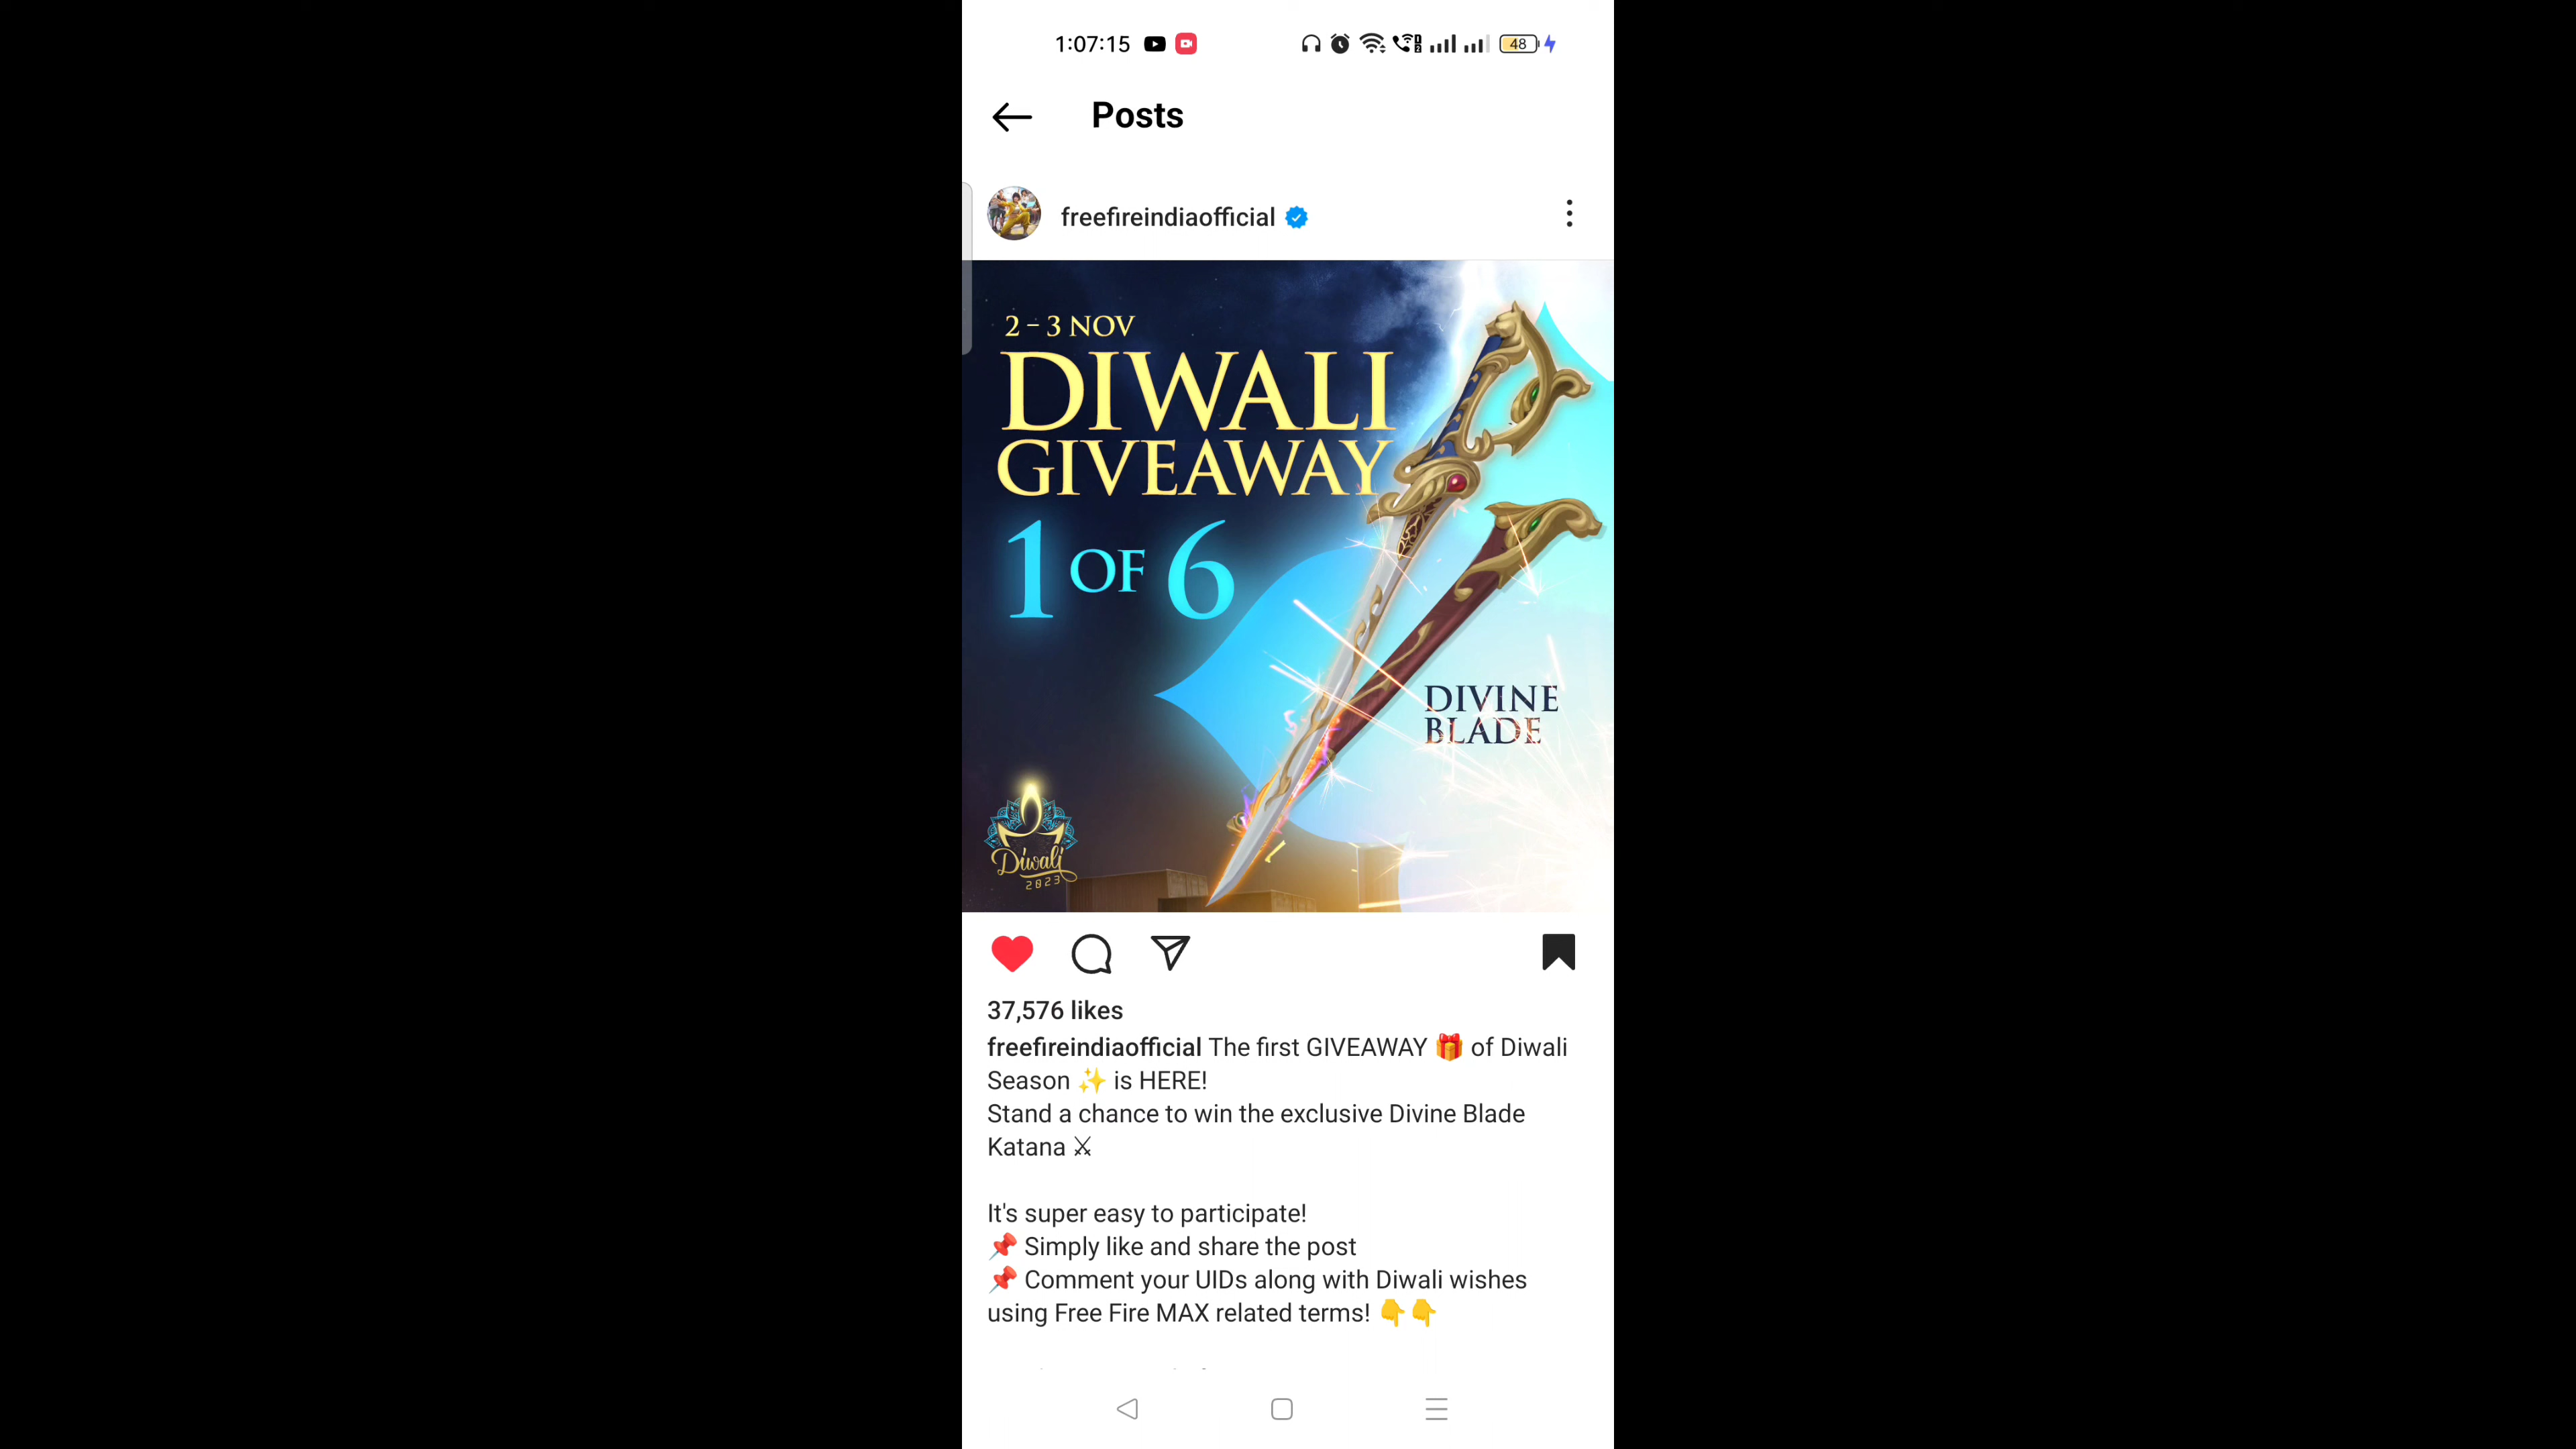 1:07:15
48
Posts
freefireindiaofficial
2 – 3 NOV
DIWALI
GIVEAWAY
1 OF 6
DIVINE
BLADE
Diwali
2023
37,576 likes
freefireindiaofficial The first GIVEAWAY 🎁 of Diwali
Season ✨ is HERE!
Stand a chance to win the exclusive Divine Blade
Katana ⚔
It's super easy to participate!
📌 Simply like and share the post
📌 Comment your UIDs along with Diwali wishes
using Free Fire MAX related terms! 👇👇